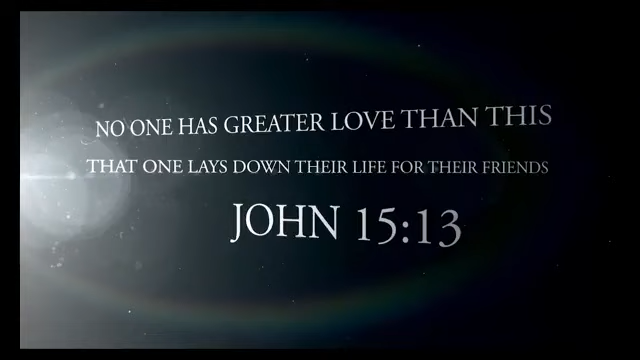 NO ONE HAS GREATER LOVE THAN THIS
THAT ONE LAYS DOWN THEIR LIFE FOR THEIR FRIENDS
JOHN 15:13